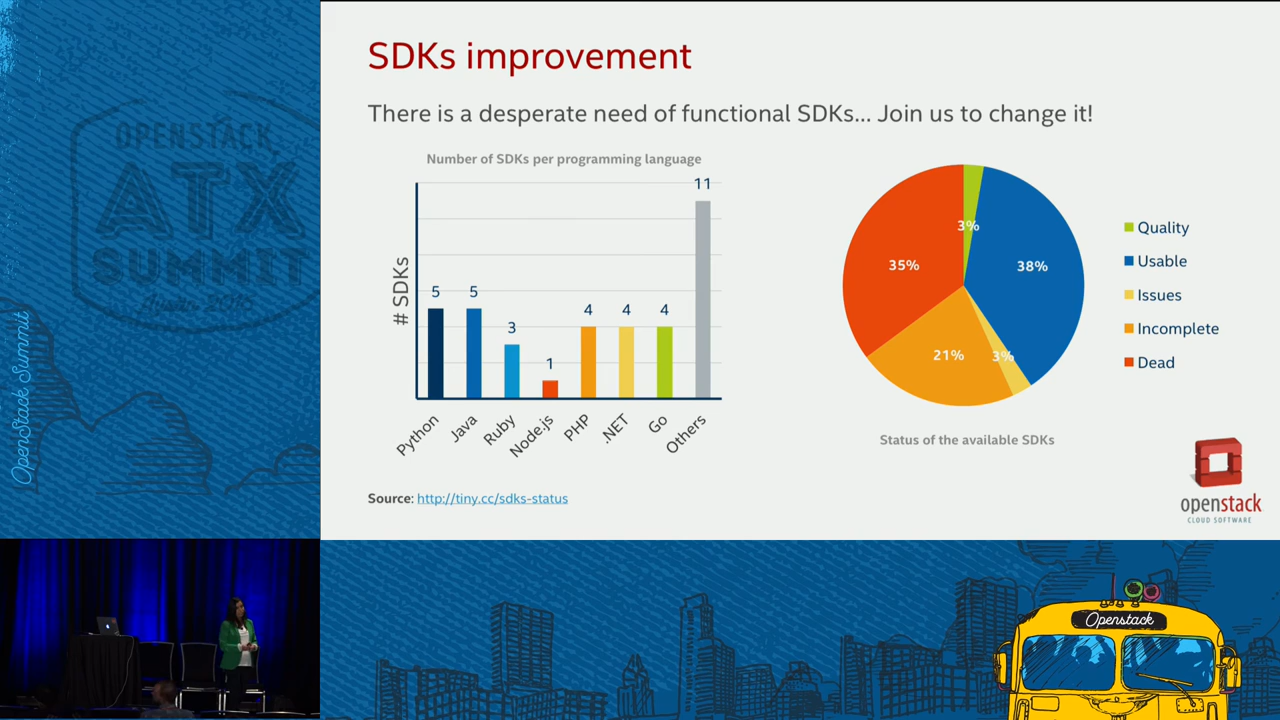 OPENSTACK
ATX
SUMMIT
OpenStack Summit
SDKs improvement
There is a desperate need of functional SDKs... Join us to change it!
Number of SDKs per programming language
# SDKs
5
5
3
1
4
4
4
11
Python
Java
Ruby
Node.js
PHP
.NET
Go
Others
3%
38%
3%
21%
35%
Quality
Usable
Issues
Incomplete
Dead
Status of the available SDKs
Source: http://tiny.cc/sdks-status
openstack
CLOUD SOFTWARE
Openstack